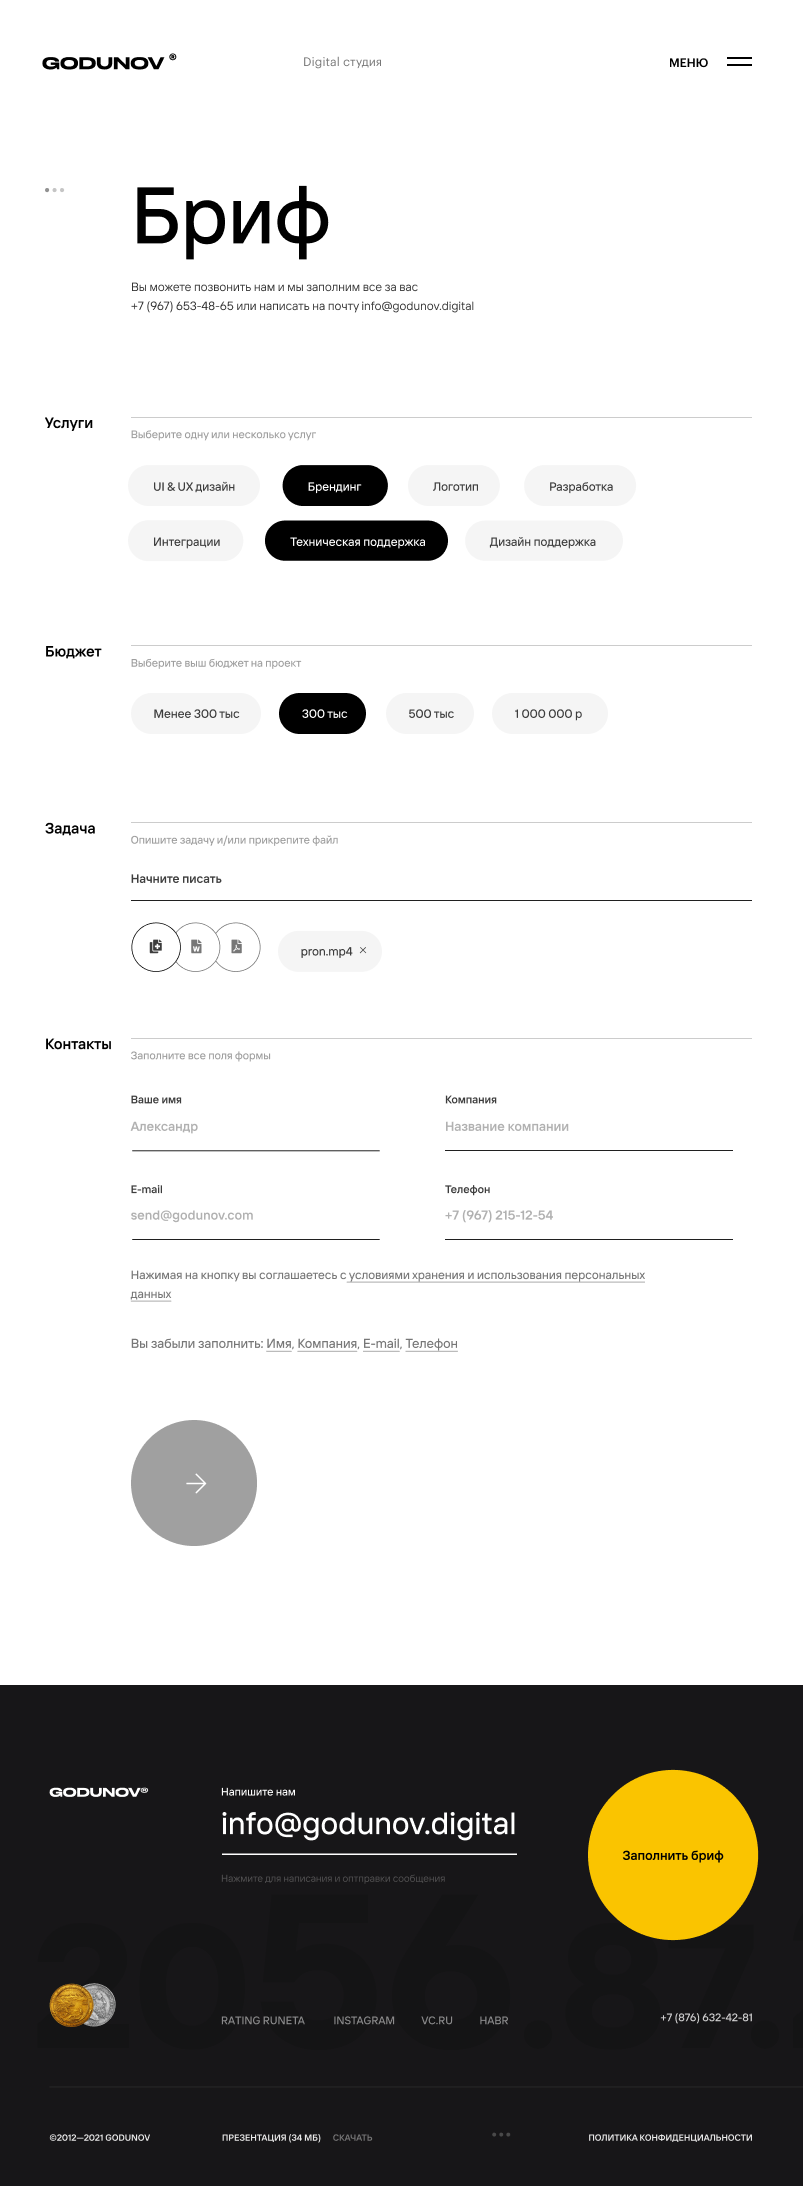 GODUNOV ®
Digital студия
МЕНЮ
Бриф
Вы можете позвонить нам и мы заполним все за вас
+7 (967) 653-48-65 или написать на почту info@godunov.digital
Услуги
Выберите одну или несколько услуг
UI & UX дизайн
Брендинг
Логотип
Разработка
Интеграции
Техническая поддержка
Дизайн поддержка
Бюджет
Выберите выш бюджет на проект
Менее 300 тыс
300 тыс
500 тыс
1 000 000 р
Задача
Опишите задачу и/или прикрепите файл
Начните писать
W
pron.mp4 ×
Контакты
Заполните все поля формы
Ваше имя
Компания
Александр
Название компании
E-mail
Телефон
send@godunov.com
+7 (967) 215-12-54
Нажимая на кнопку вы соглашаетесь с условиями хранения и использования персональных
данных
Вы забыли заполнить: Имя, Компания, E-mail, Телефон
GODUNOV®
Напишите нам
info@godunov.digital
Заполнить бриф
Нажмите для написания и оптправки сообщения
2056.87.
RATING RUNETA
INSTAGRAM
VC.RU
HABR
+7 (876) 632-42-81
©2012—2021 GODUNOV
ПРЕЗЕНТАЦИЯ (34 МБ)
СКАЧАТЬ
ПОЛИТИКА КОНФИДЕНЦИАЛЬНОСТИ